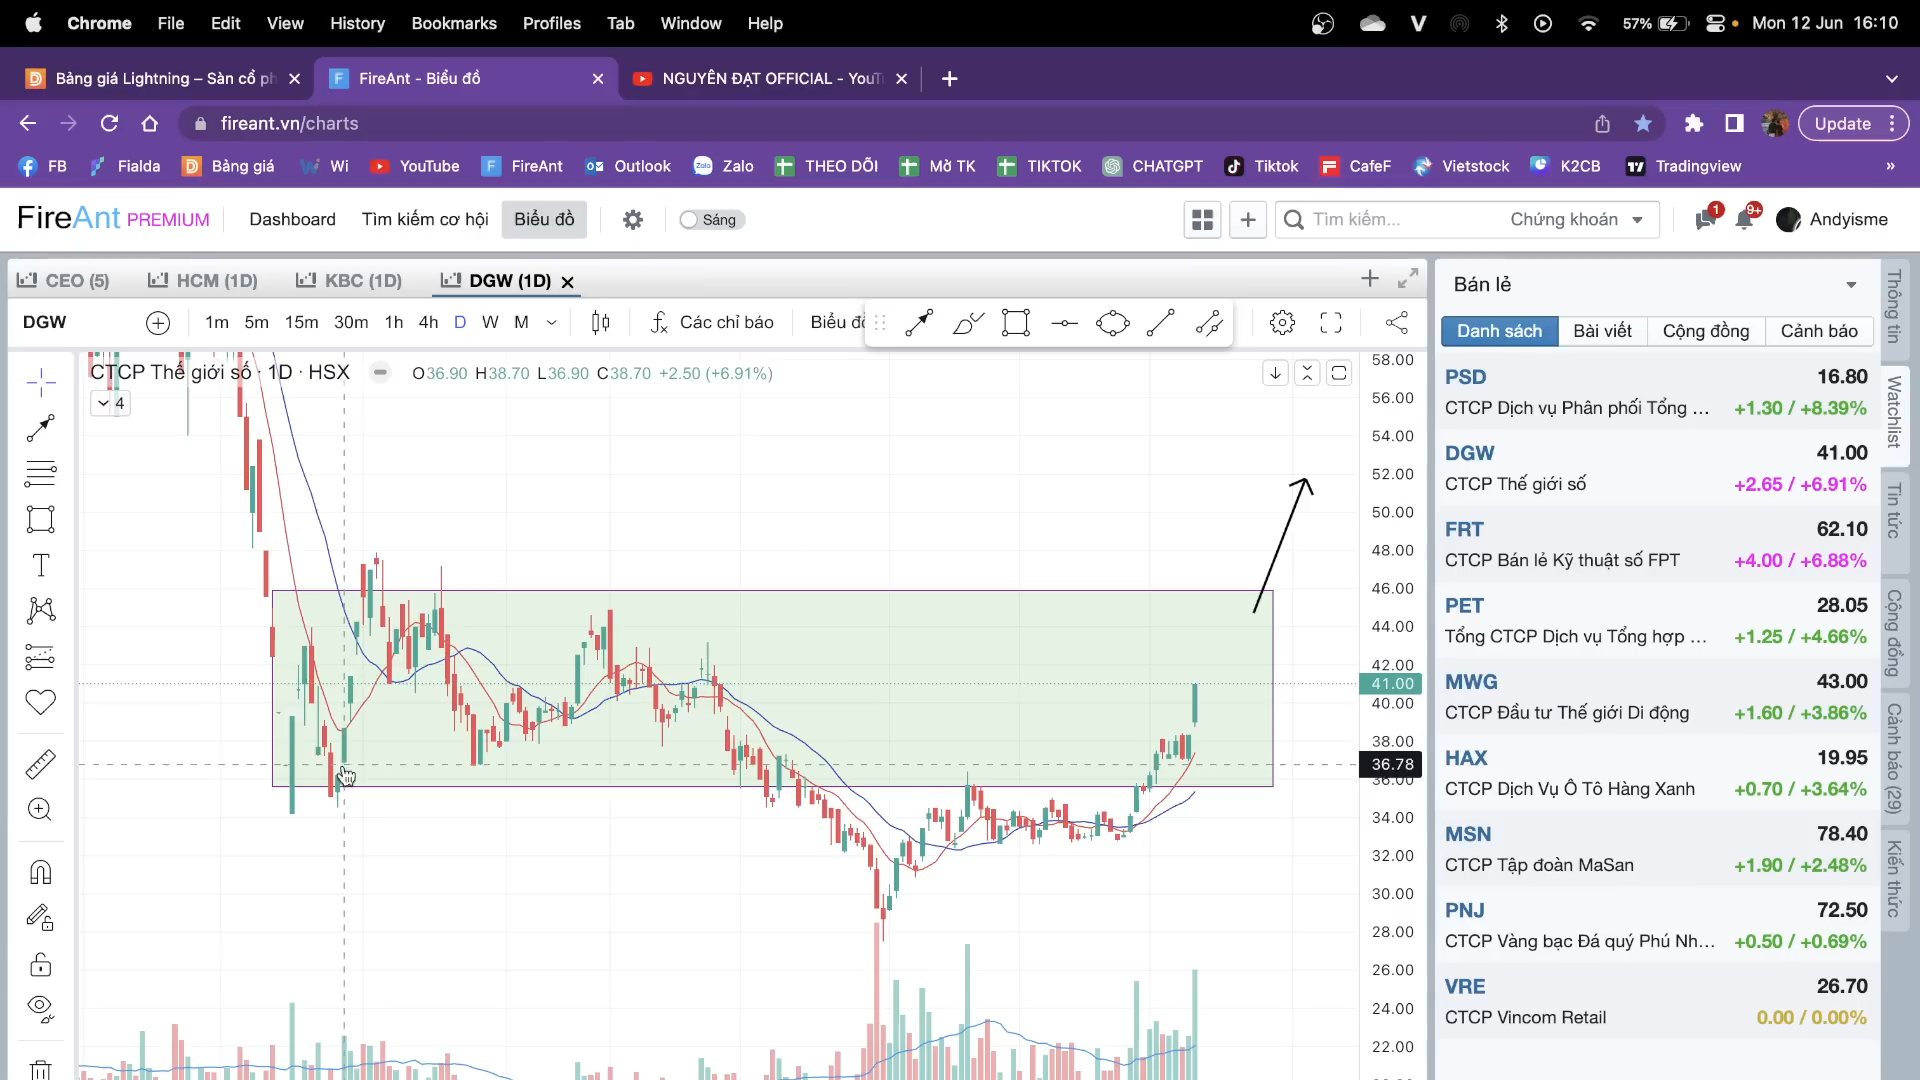 Chrome File Edit View History Bookmarks Profiles Tab Window Help
57% Mon 12 Jun 16:10
Bảng giá Lightning – Sàn cổ ph
FireAnt - Biểu đồ
NGUYÊN ĐẠT OFFICIAL - YouTu
fireant.vn/charts
Update
FB Fialda Bảng giá Wi YouTube FireAnt Outlook Zalo THEO DÕI Mở TK TIKTOK CHATGPT Tiktok CafeF Vietstock K2CB Tradingview »
FireAnt PREMIUM
Dashboard Tìm kiếm cơ hội Biểu đồ Sáng
Tìm kiếm... Chứng khoán
1 9+ Andyisme
CEO (5) HCM (1D) KBC (1D) DGW (1D)
DGW 1m 5m 15m 30m 1h 4h D W M Các chỉ báo Biểu đồ
CTCP Thế giới số · 1D · HSX O36.90 H38.70 L36.90 C38.70 +2.50 (+6.91%)
4
58.00
56.00
54.00
52.00
50.00
48.00
46.00
44.00
42.00
41.00
40.00
38.00
36.78
36.00
34.00
32.00
30.00
28.00
26.00
24.00
22.00
Bán lẻ
Danh sách Bài viết Cộng đồng Cảnh báo
PSD 16.80
CTCP Dịch vụ Phân phối Tổng ... +1.30 / +8.39%
DGW 41.00
CTCP Thế giới số +2.65 / +6.91%
FRT 62.10
CTCP Bán lẻ Kỹ thuật số FPT +4.00 / +6.88%
PET 28.05
Tổng CTCP Dịch vụ Tổng hợp ... +1.25 / +4.66%
MWG 43.00
CTCP Đầu tư Thế giới Di động +1.60 / +3.86%
HAX 19.95
CTCP Dịch Vụ Ô Tô Hàng Xanh +0.70 / +3.64%
MSN 78.40
CTCP Tập đoàn MaSan +1.90 / +2.48%
PNJ 72.50
CTCP Vàng bạc Đá quý Phú Nh... +0.50 / +0.69%
VRE 26.70
CTCP Vincom Retail 0.00 / 0.00%
Thông tin
Watchlist
Tin tức
Cộng đồng
Cảnh báo (29)
Kiến thức